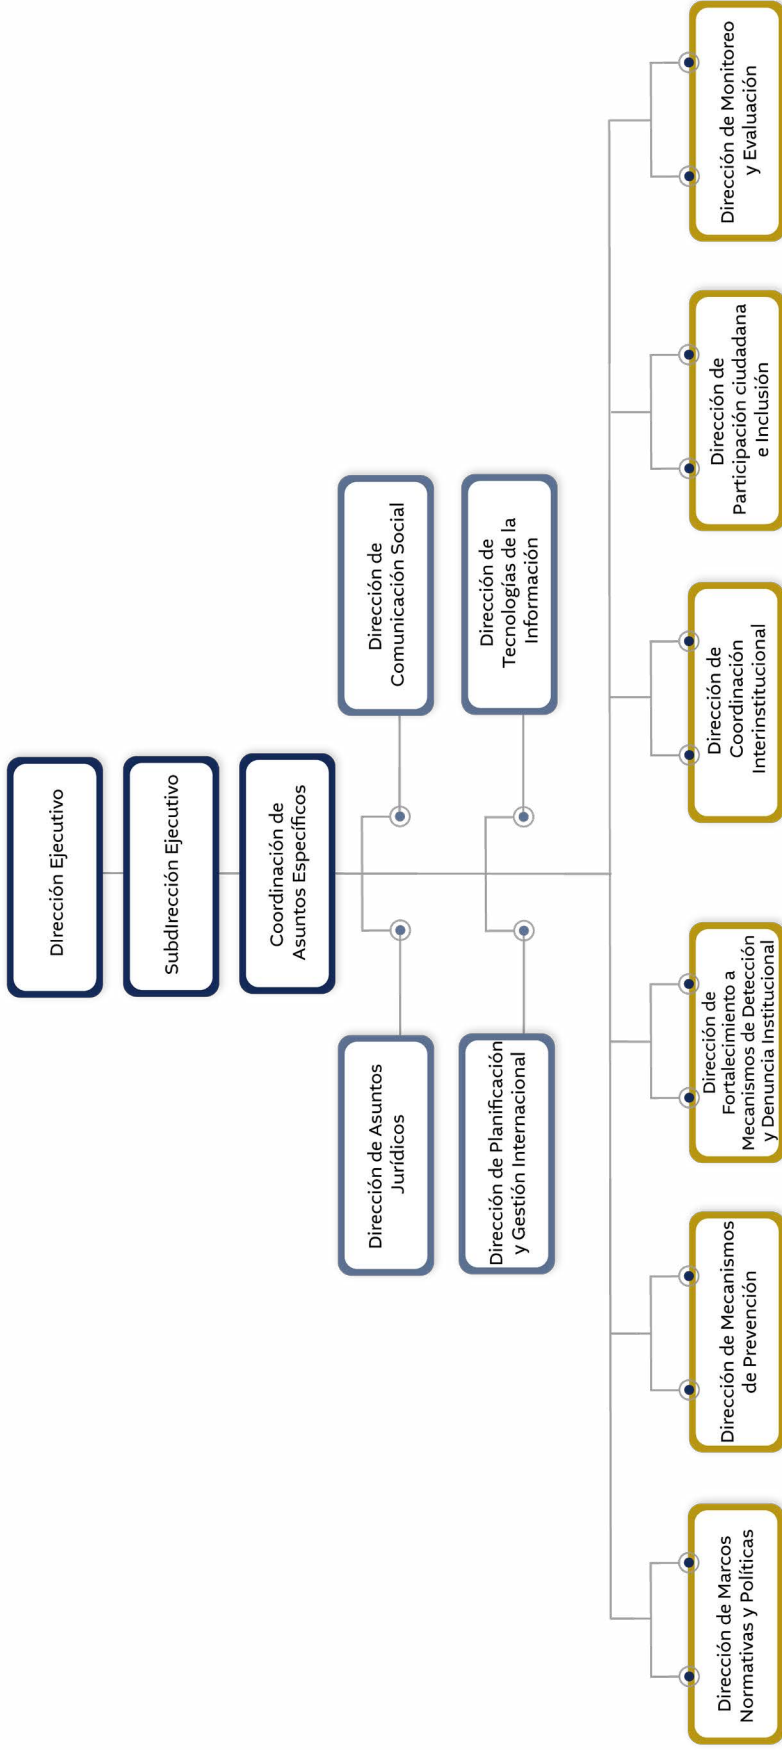 DIrección Ejecutivo
SubdIrección Ejecutivo
Coordinación de
Asuntos Específicos
Dirección de Asuntos
Jurídicos
Dirección de
Comunicación Social
Dirección de Planificación
y Gestión Internacional
Dirección de
Tecnologías de la
Información
Dirección de Marcos
Normativas y Políticas
Dirección de Mecanismos
de Prevención
Dirección de
Fortalecimiento a
Mecanismos de Detección
y Denuncia Institucional
Dirección de
Coordinación
Interinstitucional
Dirección de
Participación ciudadana
e Inclusión
Dirección de Monitoreo
y Evaluación